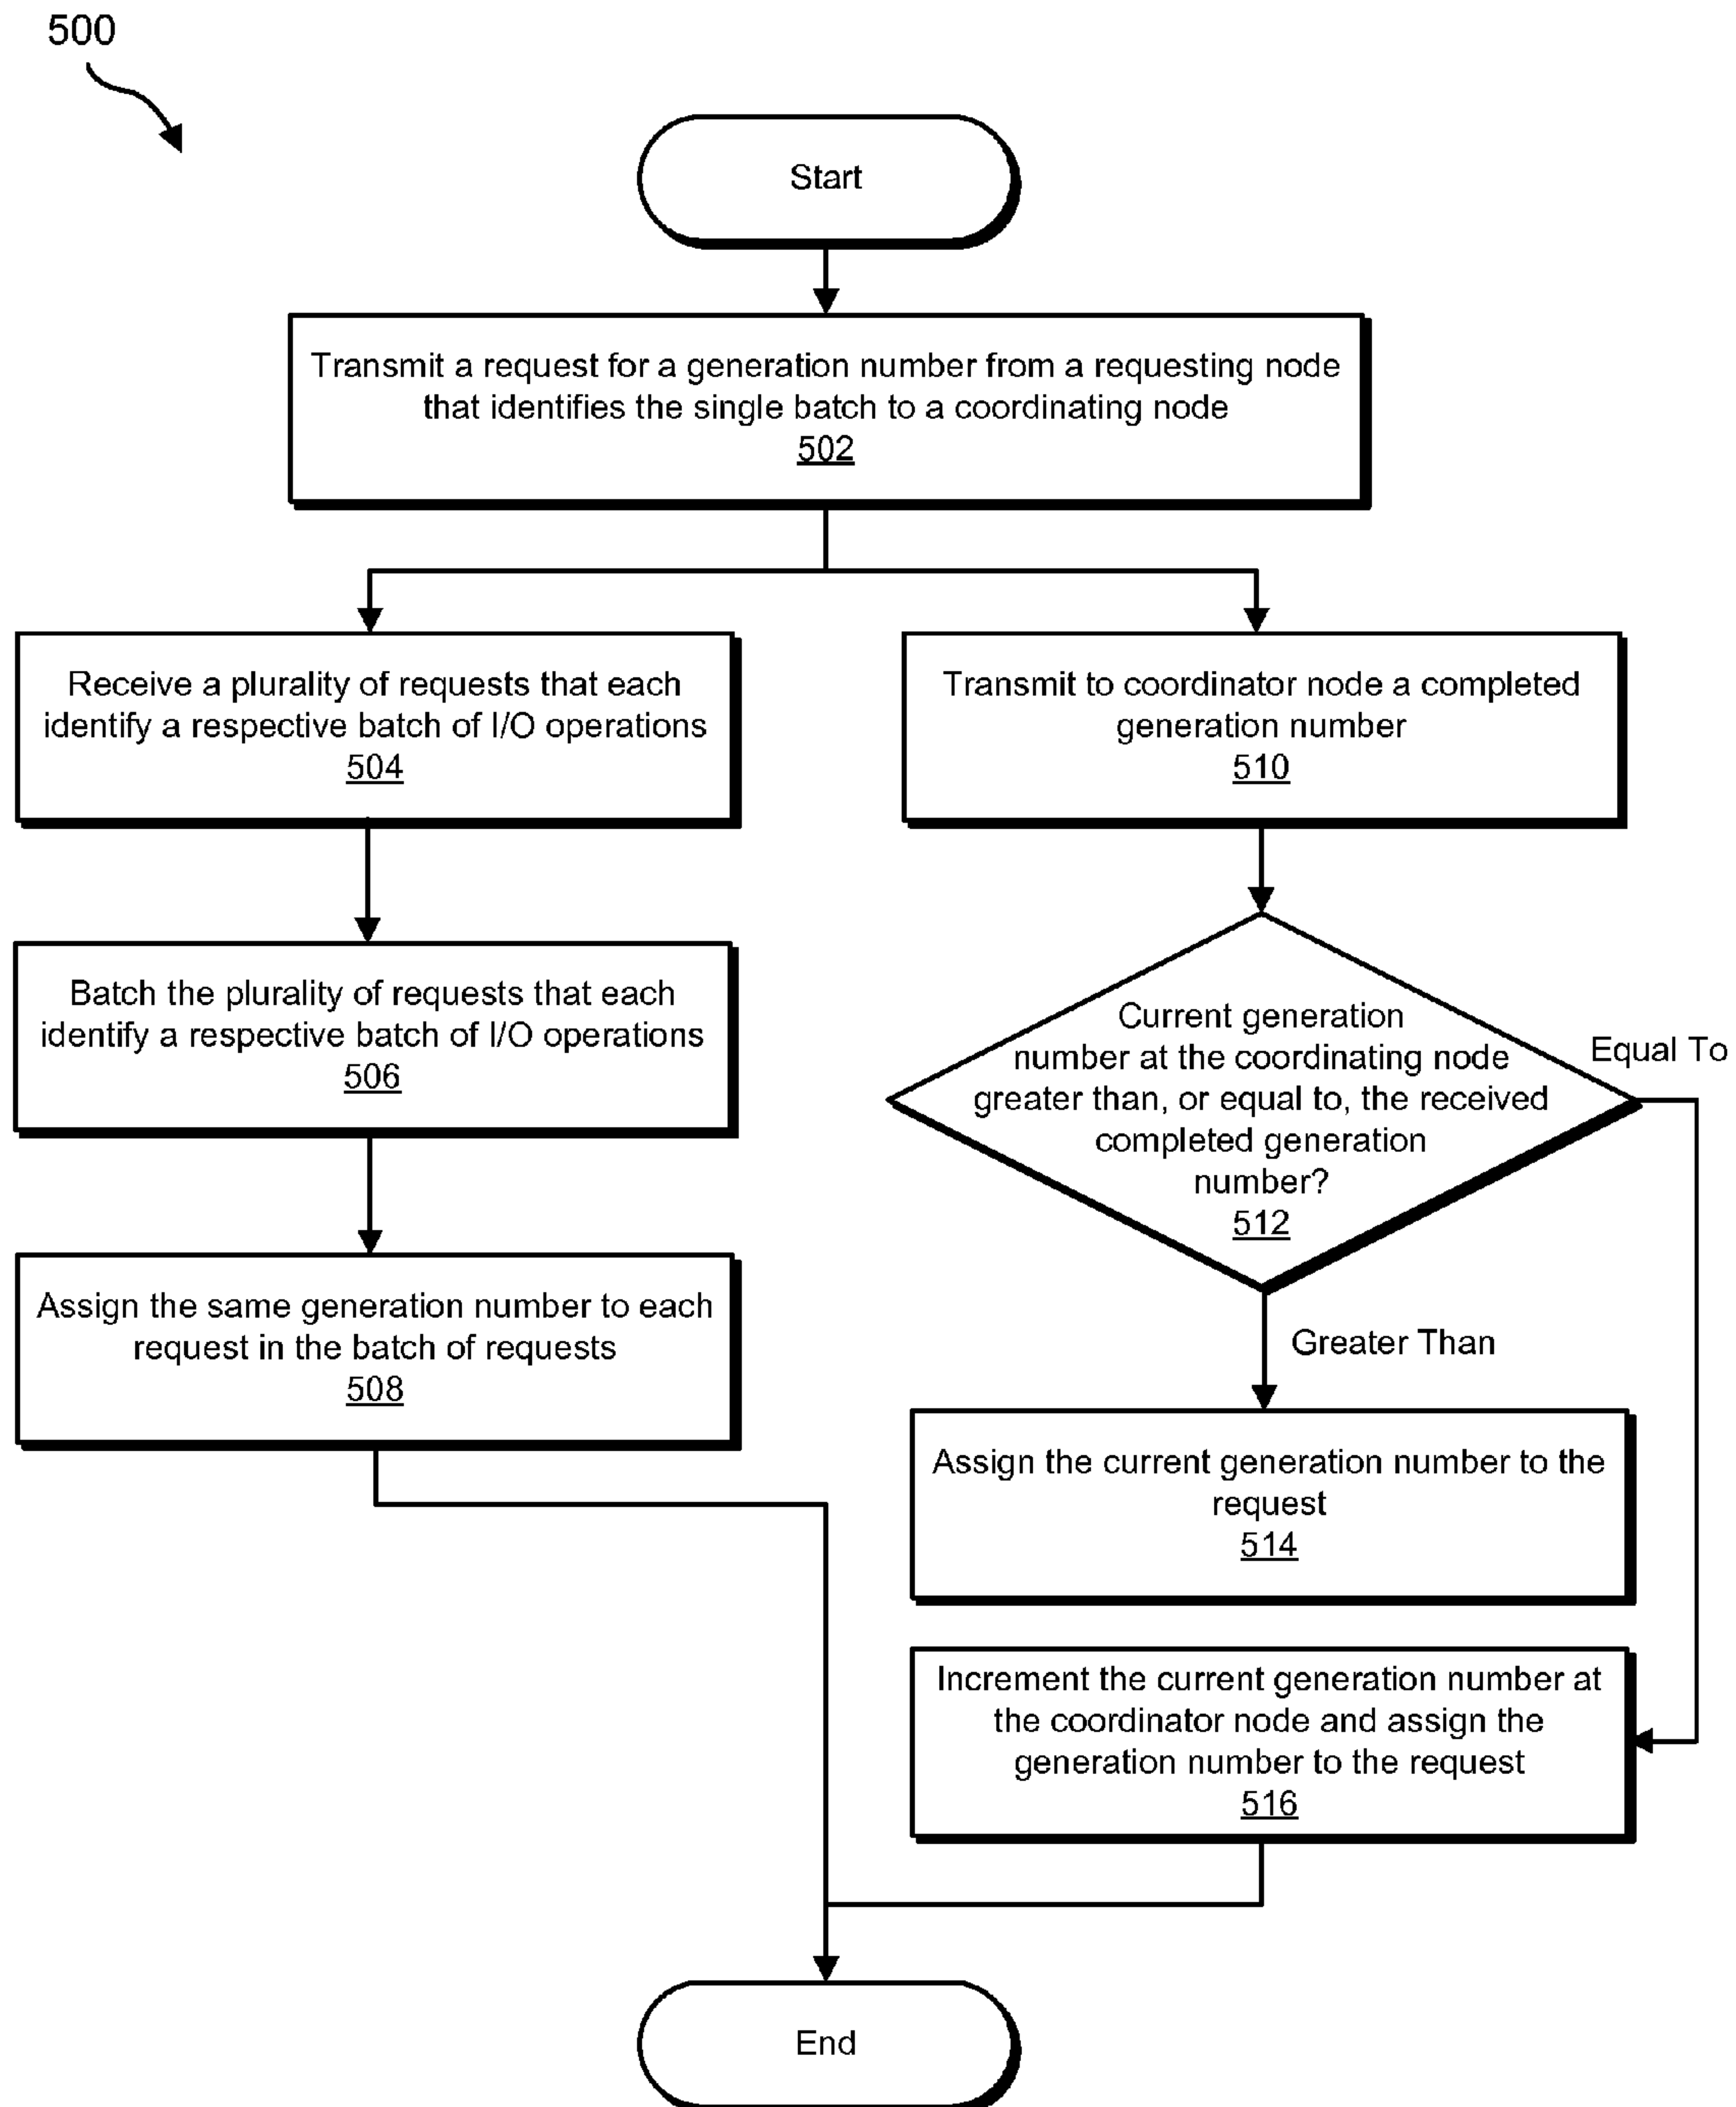 500
Start
Transmit a request for a generation number from a requesting node
that identifies the single batch to a coordinating node
502
Receive a plurality of requests that each
identify a respective batch of I/O operations
504
Transmit to coordinator node a completed
generation number
510
Batch the plurality of requests that each
identify a respective batch of I/O operations
506
Current generation
number at the coordinating node
greater than, or equal to, the received
completed generation
number?
512
Equal To
Assign the same generation number to each
request in the batch of requests
508
Greater Than
Assign the current generation number to the
request
514
Increment the current generation number at
the coordinator node and assign the
generation number to the request
516
End